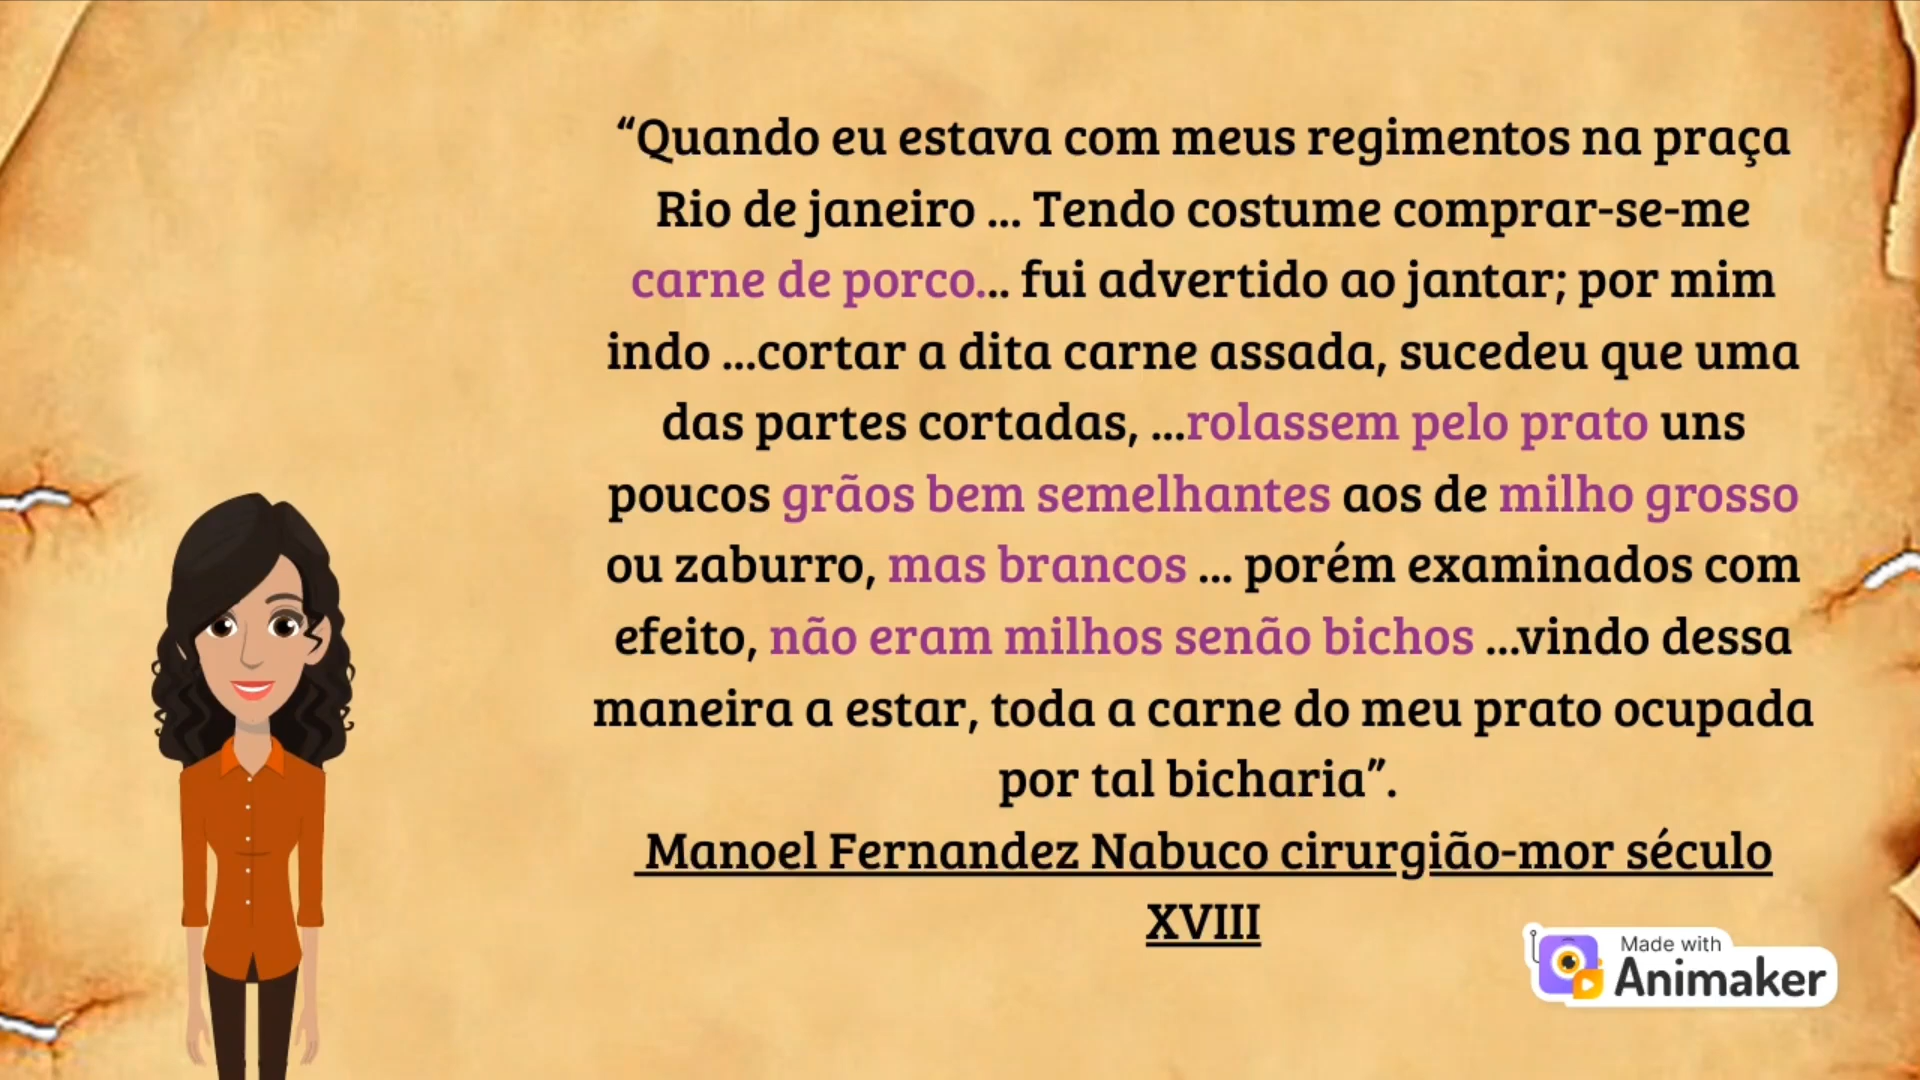 “Quando eu estava com meus regimentos na praça
Rio de janeiro ... Tendo costume comprar-se-me
carne de porco... fui advertido ao jantar; por mim
indo ...cortar a dita carne assada, sucedeu que uma
das partes cortadas, ...rolassem pelo prato uns
poucos grãos bem semelhantes aos de milho grosso
ou zaburro, mas brancos ... porém examinados com
efeito, não eram milhos senão bichos ...vindo dessa
maneira a estar, toda a carne do meu prato ocupada
por tal bicharia”.
Manoel Fernandez Nabuco cirurgião-mor século
XVIII
Made with
Animaker